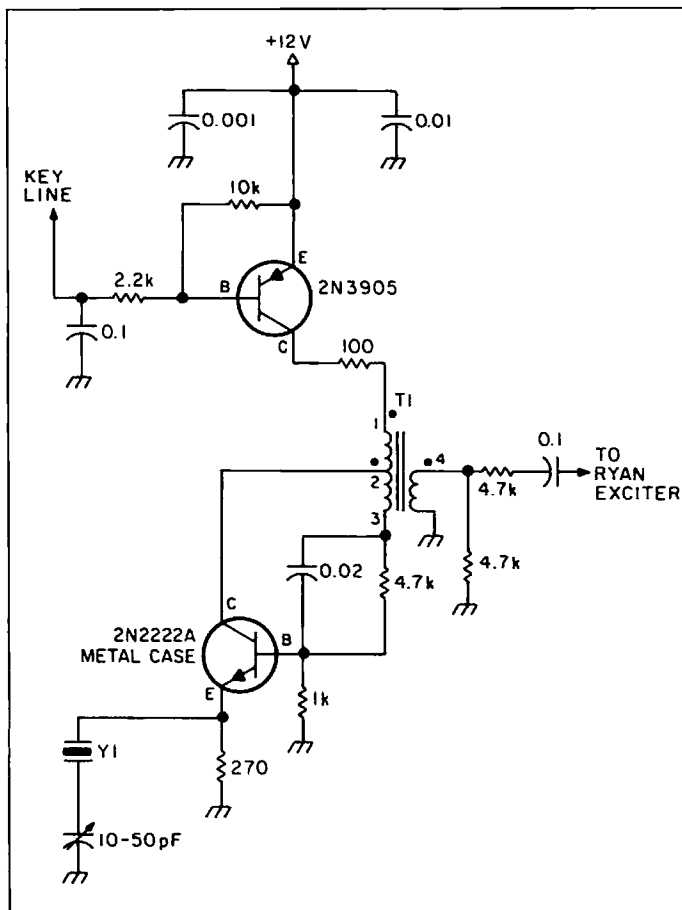 +12V
0.001
0.01
KEY
LINE
10k
E
2.2k
B
2N3905
0.1
C
100
T1
1
2
3
4
0.1
TO
RYAN
EXCITER
4.7k
4.7k
0.02
4.7k
C
2N2222A
METAL CASE
B
E
1k
Y1
270
10-50pF